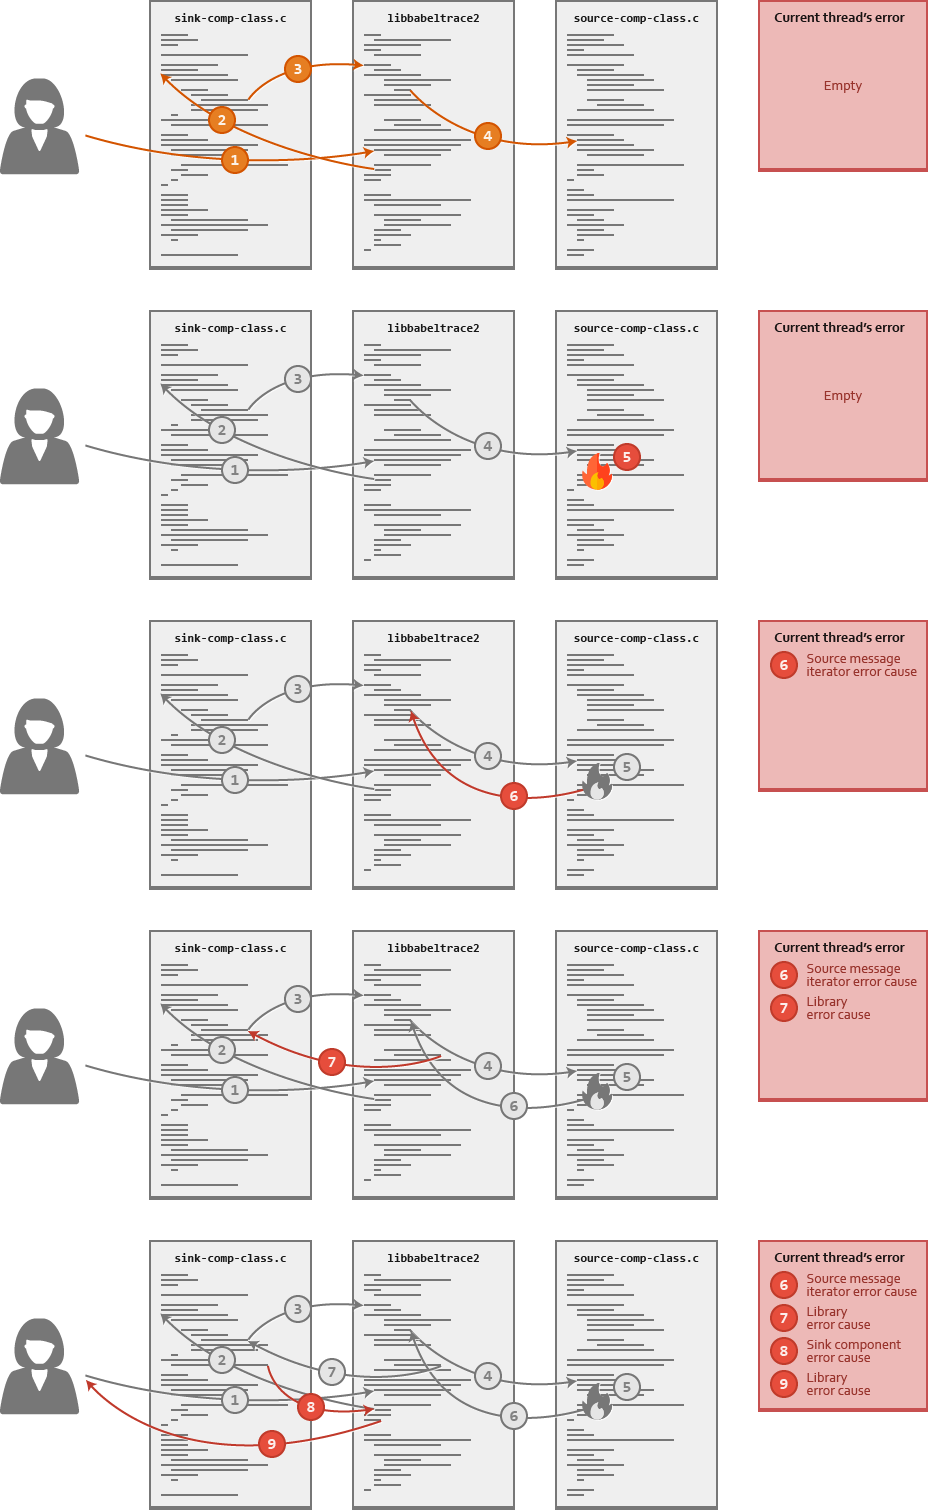 sink-comp-class.c
libbabeltrace2
source-comp-class.c
Current thread's error
3
Empty
2
4
1
sink-comp-class.c
libbabeltrace2
source-comp-class.c
Current thread's error
3
Empty
2
4
5
1
sink-comp-class.c
libbabeltrace2
source-comp-class.c
Current thread's error
6
Source message
iterator error cause
3
2
4
5
1
6
sink-comp-class.c
libbabeltrace2
source-comp-class.c
Current thread's error
6
Source message
iterator error cause
7
Library
error cause
3
2
7
4
5
1
6
sink-comp-class.c
libbabeltrace2
source-comp-class.c
Current thread's error
6
Source message
iterator error cause
7
Library
error cause
8
Sink component
error cause
9
Library
error cause
3
2
7
4
5
1
8
6
9